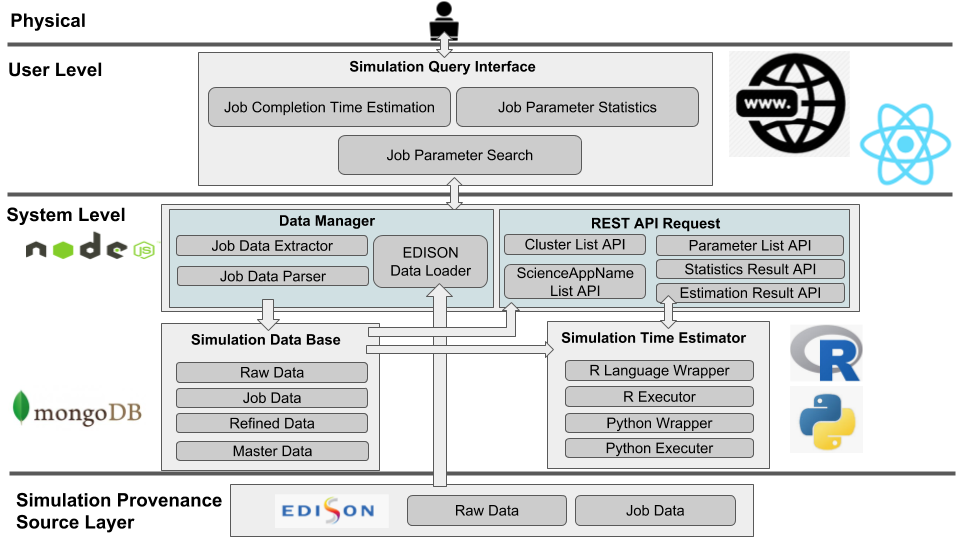 Physical
User Level
Simulation Query Interface
Job Completion Time Estimation
Job Parameter Statistics
Job Parameter Search
www.
System Level
node
JS
Data Manager
Job Data Extractor
Job Data Parser
EDISON
Data Loader
REST API Request
Cluster List API
ScienceAppName
List API
Parameter List API
Statistics Result API
Estimation Result API
Simulation Data Base
Raw Data
Job Data
Refined Data
Master Data
mongoDB
Simulation Time Estimator
R Language Wrapper
R Executor
Python Wrapper
Python Executer
R
Simulation Provenance
Source Layer
EDISON
Raw Data
Job Data